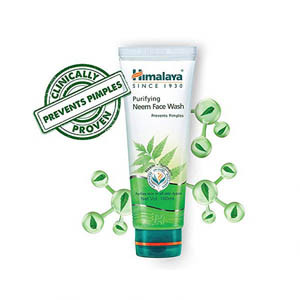 CLINICALLY
PREVENTS PIMPLES
PROVEN
Himalaya
SINCE 1930
Purifying
Neem Face Wash
Prevents Pimples